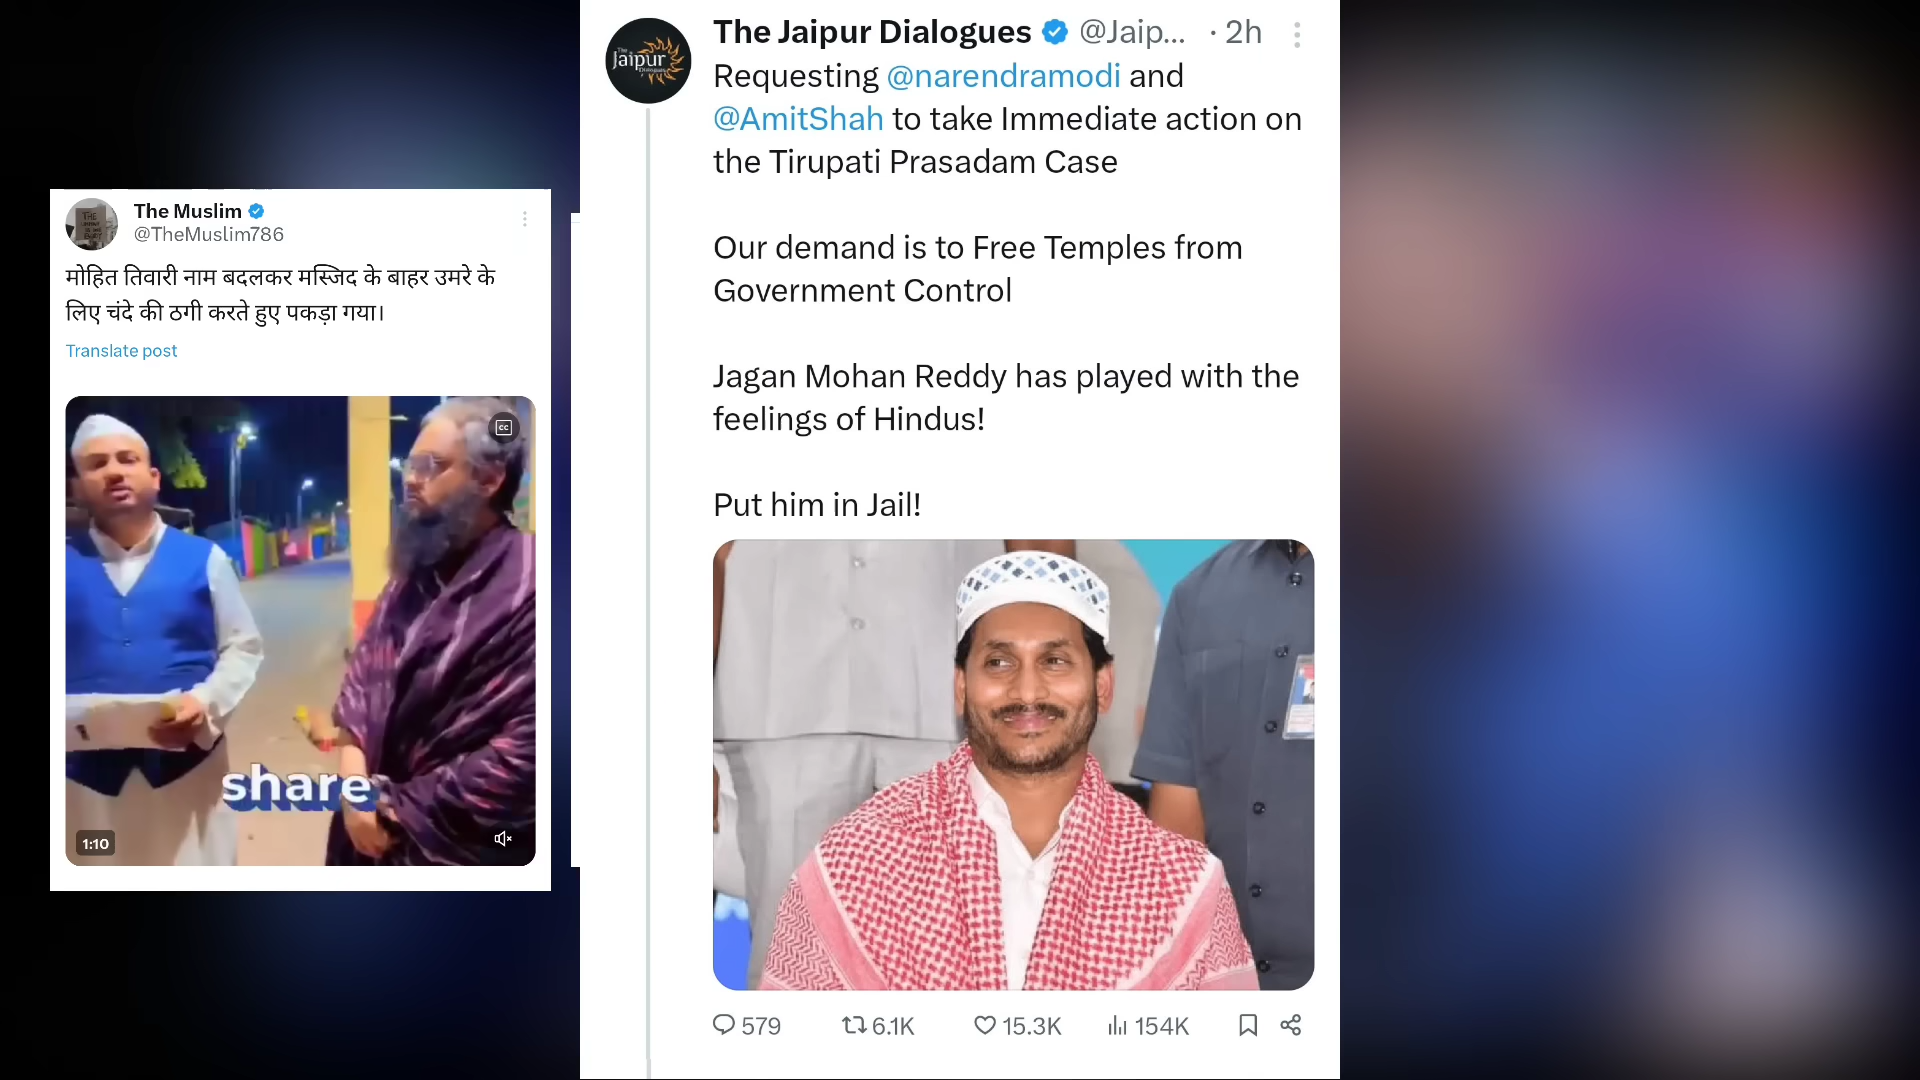 The Muslim
@TheMuslim786
मोहित तिवारी नाम बदलकर मस्जिद के बाहर उमरे के
लिए चंदे की ठगी करते हुए पकड़ा गया।
Translate post
CC
share
1:10
The Jaipur Dialogues @Jaip... · 2h
Jaipur
Requesting @narendramodi and
@AmitShah to take Immediate action on
the Tirupati Prasadam Case
Our demand is to Free Temples from
Government Control
Jagan Mohan Reddy has played with the
feelings of Hindus!
Put him in Jail!
579 6.1K 15.3K 154K